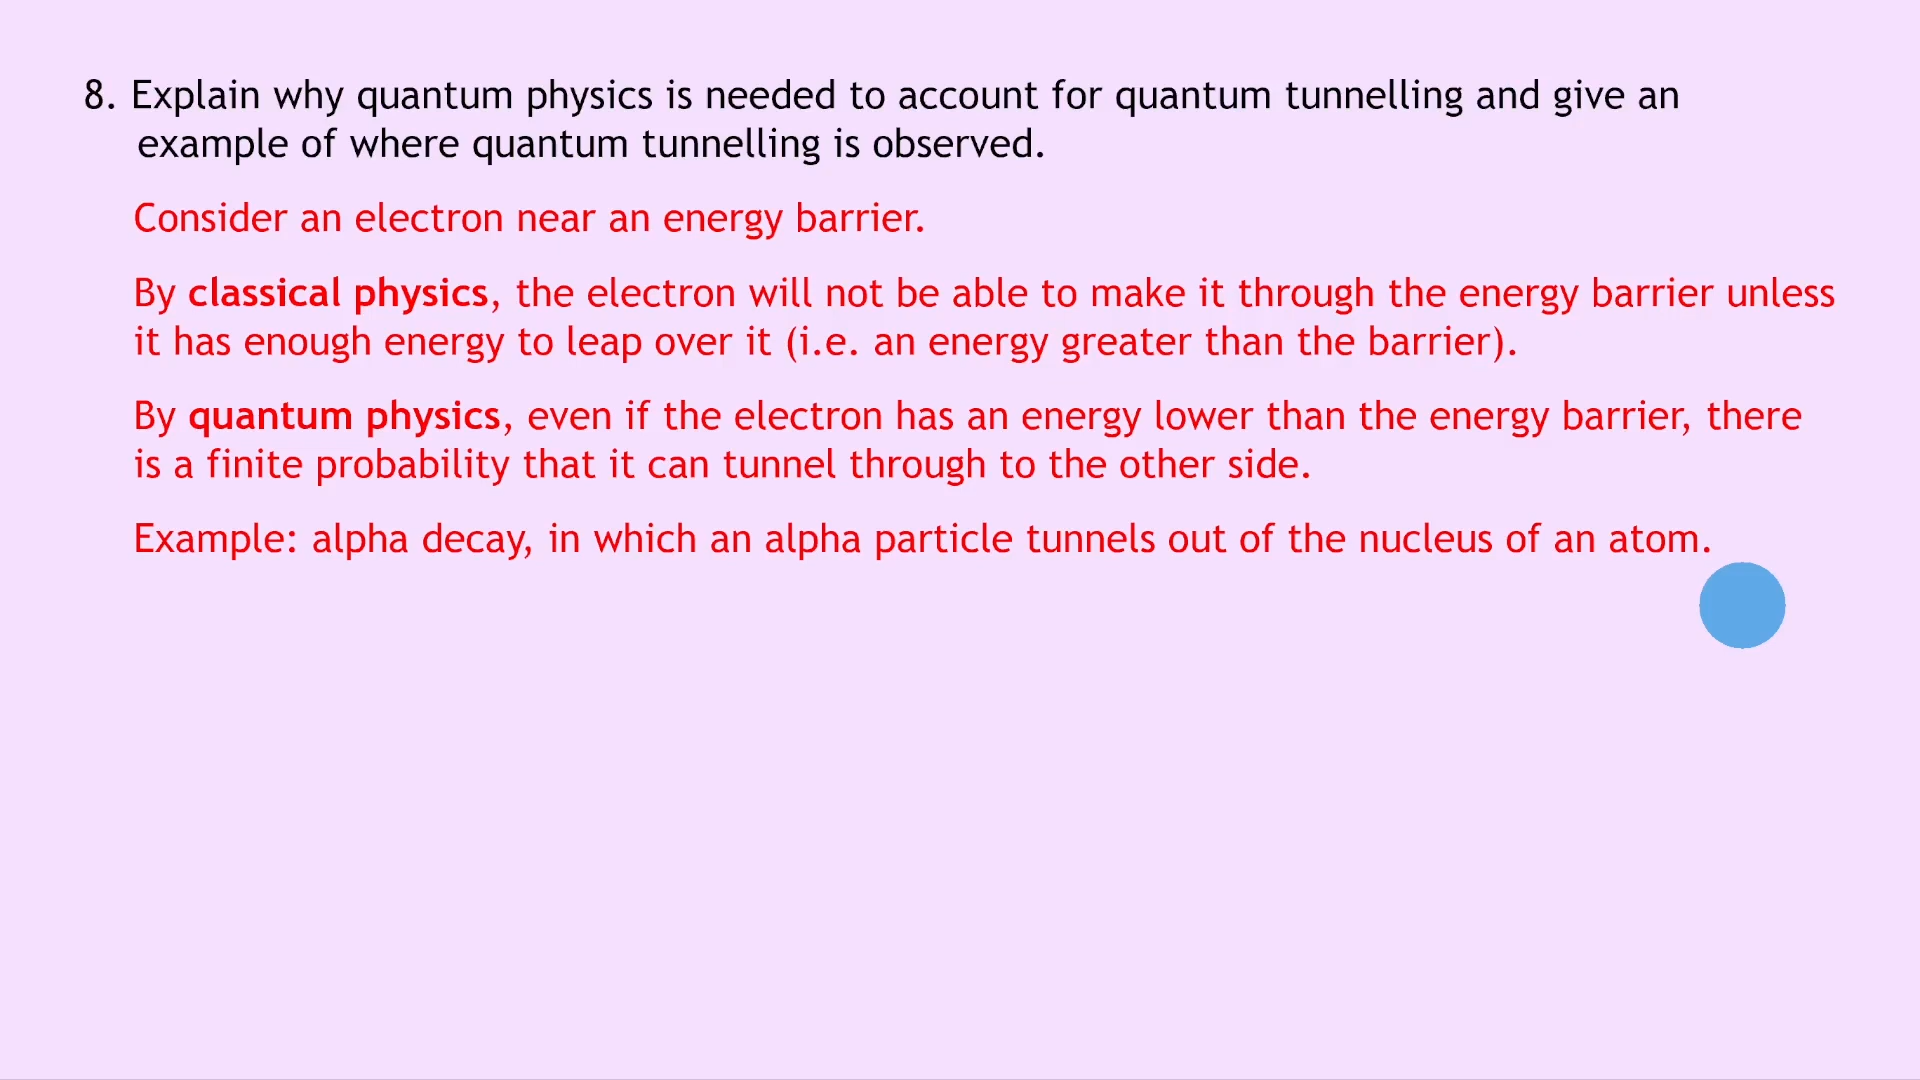 8. Explain why quantum physics is needed to account for quantum tunnelling and give an
example of where quantum tunnelling is observed.
Consider an electron near an energy barrier.
By classical physics, the electron will not be able to make it through the energy barrier unless
it has enough energy to leap over it (i.e. an energy greater than the barrier).
By quantum physics, even if the electron has an energy lower than the energy barrier, there
is a finite probability that it can tunnel through to the other side.
Example: alpha decay, in which an alpha particle tunnels out of the nucleus of an atom.